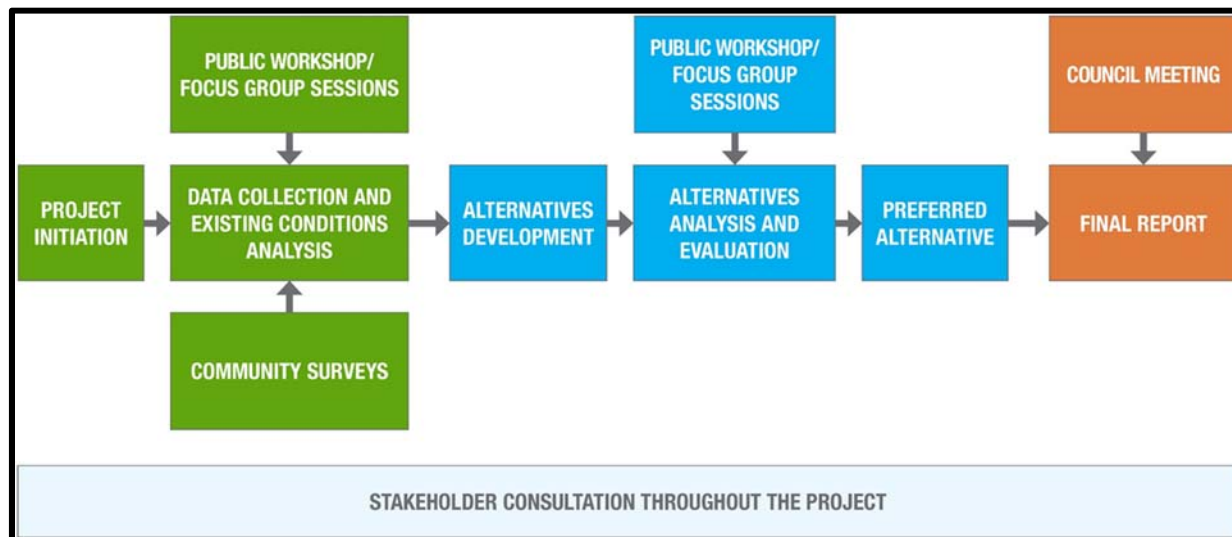 PUBLIC WORKSHOP/
FOCUS GROUP SESSIONS
PUBLIC WORKSHOP/
FOCUS GROUP
SESSIONS
COUNCIL MEETING
PROJECT
INITIATION
DATA COLLECTION AND
EXISTING CONDITIONS
ANALYSIS
ALTERNATIVES
DEVELOPMENT
ALTERNATIVES
ANALYSIS AND
EVALUATION
PREFERRED
ALTERNATIVE
FINAL REPORT
COMMUNITY SURVEYS
STAKEHOLDER CONSULTATION THROUGHOUT THE PROJECT